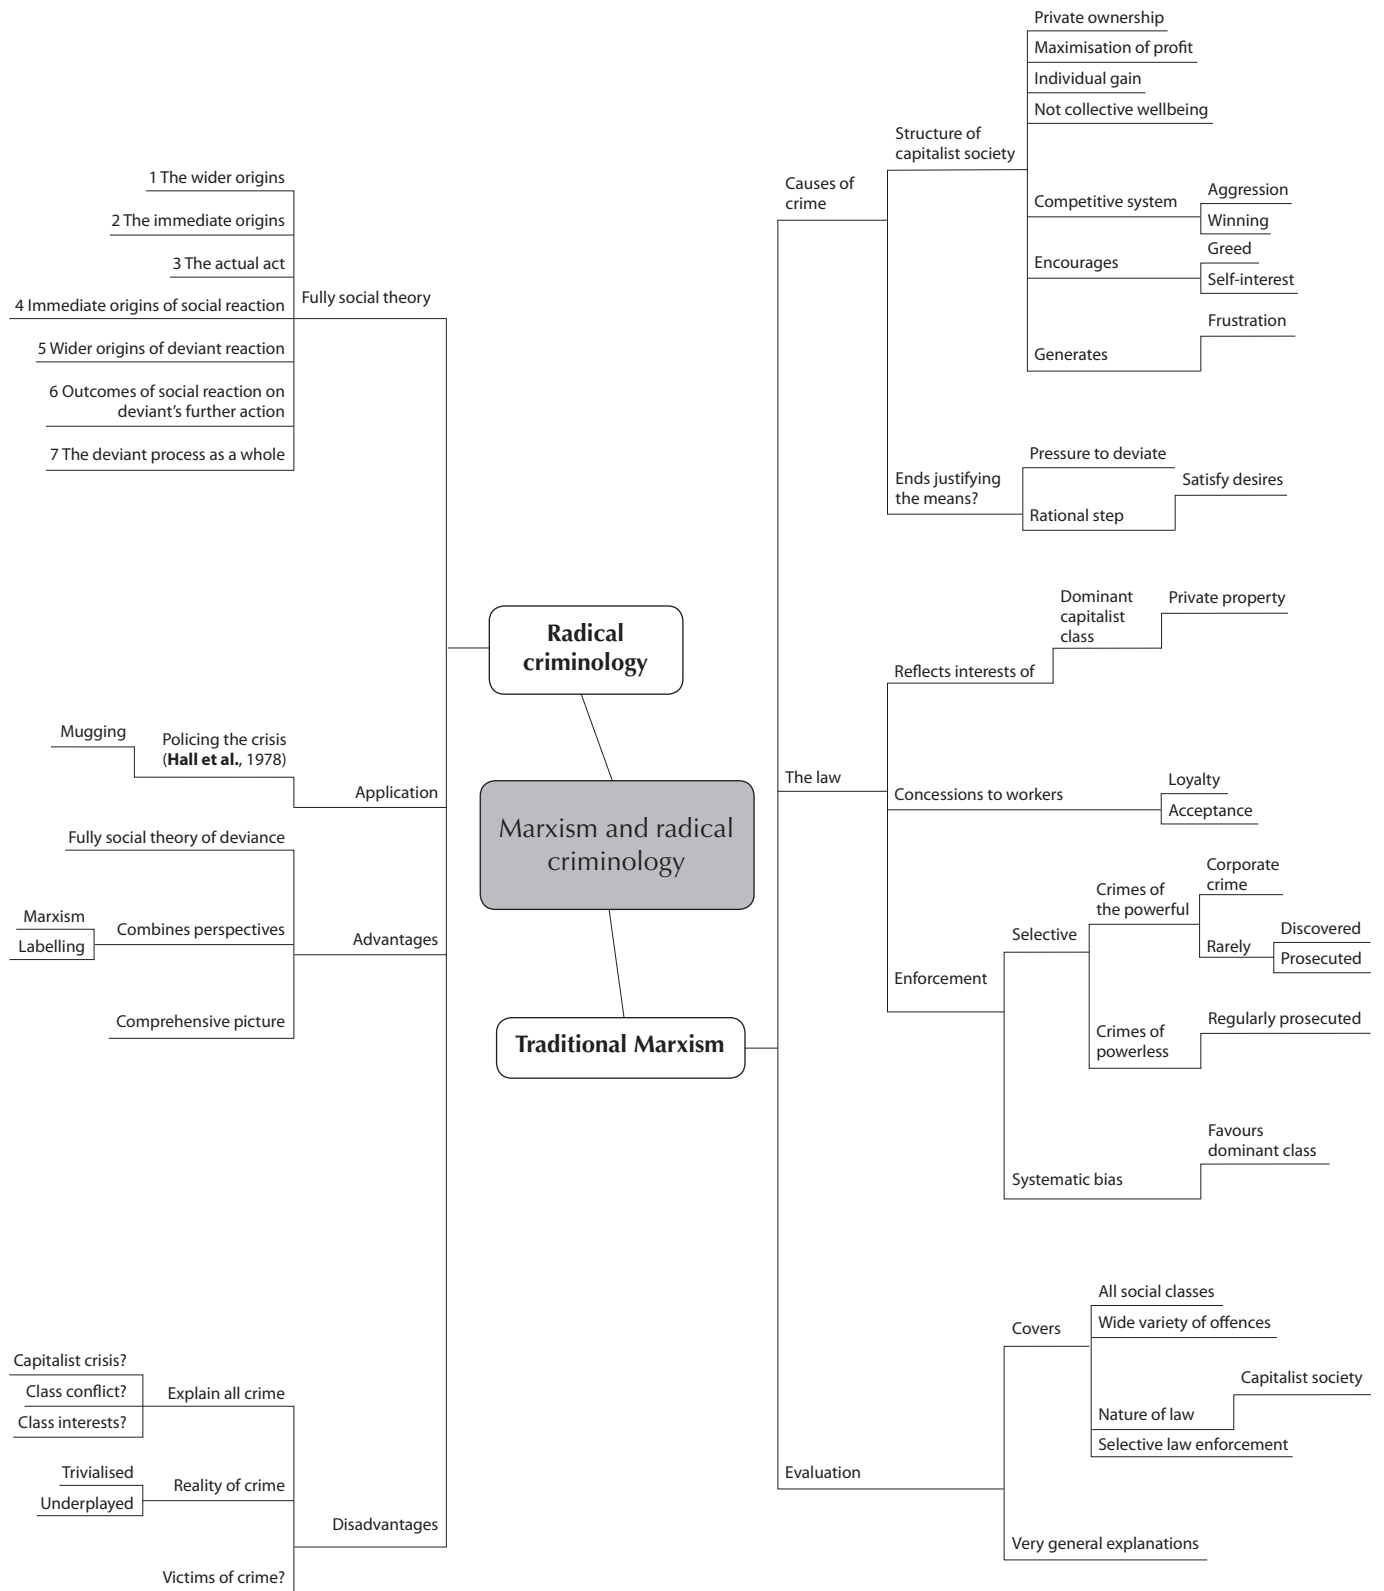 Marxism and radical
criminology
Radical
criminology
Fully social theory
1 The wider origins
2 The immediate origins
3 The actual act
4 Immediate origins of social reaction
5 Wider origins of deviant reaction
6 Outcomes of social reaction on
deviant's further action
7 The deviant process as a whole
Application
Policing the crisis
(Hall et al., 1978)
Mugging
Advantages
Fully social theory of deviance
Combines perspectives
Marxism
Labelling
Comprehensive picture
Disadvantages
Explain all crime
Capitalist crisis?
Class conflict?
Class interests?
Reality of crime
Trivialised
Underplayed
Victims of crime?
Traditional Marxism
Causes of
crime
Structure of
capitalist society
Private ownership
Maximisation of profit
Individual gain
Not collective wellbeing
Competitive system
Aggression
Winning
Encourages
Greed
Self-interest
Generates
Frustration
Ends justifying
the means?
Pressure to deviate
Rational step
Satisfy desires
The law
Reflects interests of
Dominant
capitalist
class
Private property
Concessions to workers
Loyalty
Acceptance
Enforcement
Selective
Crimes of
the powerful
Corporate
crime
Rarely
Discovered
Prosecuted
Crimes of
powerless
Regularly prosecuted
Systematic bias
Favours
dominant class
Evaluation
Covers
All social classes
Wide variety of offences
Nature of law
Capitalist society
Selective law enforcement
Very general explanations